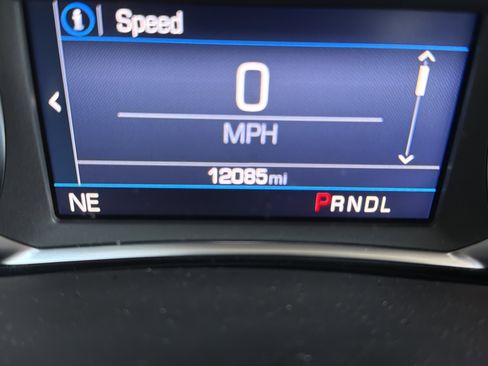 i Speed
0
MPH
12085mi
NE PRNDL